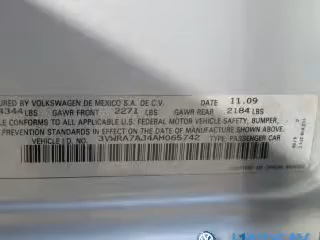 URED BY VOLKSWAGEN DE MEXICO S.A. DE C.V. DATE 11.09
4344 LBS GAWR FRONT 2271 LBS GAWR REAR 2184 LBS
LE CONFORMS TO ALL APPLICABLE U.S. FEDERAL MOTOR VEHICLE SAFETY, BUMPER,
PREVENTION STANDARDS IN EFFECT ON THE DATE OF MANUFACTURE SHOWN ABOVE.
VEHICLE I.D. NO. 3VWRA7AJ4AM065742 TYPE: PASSENGER CAR